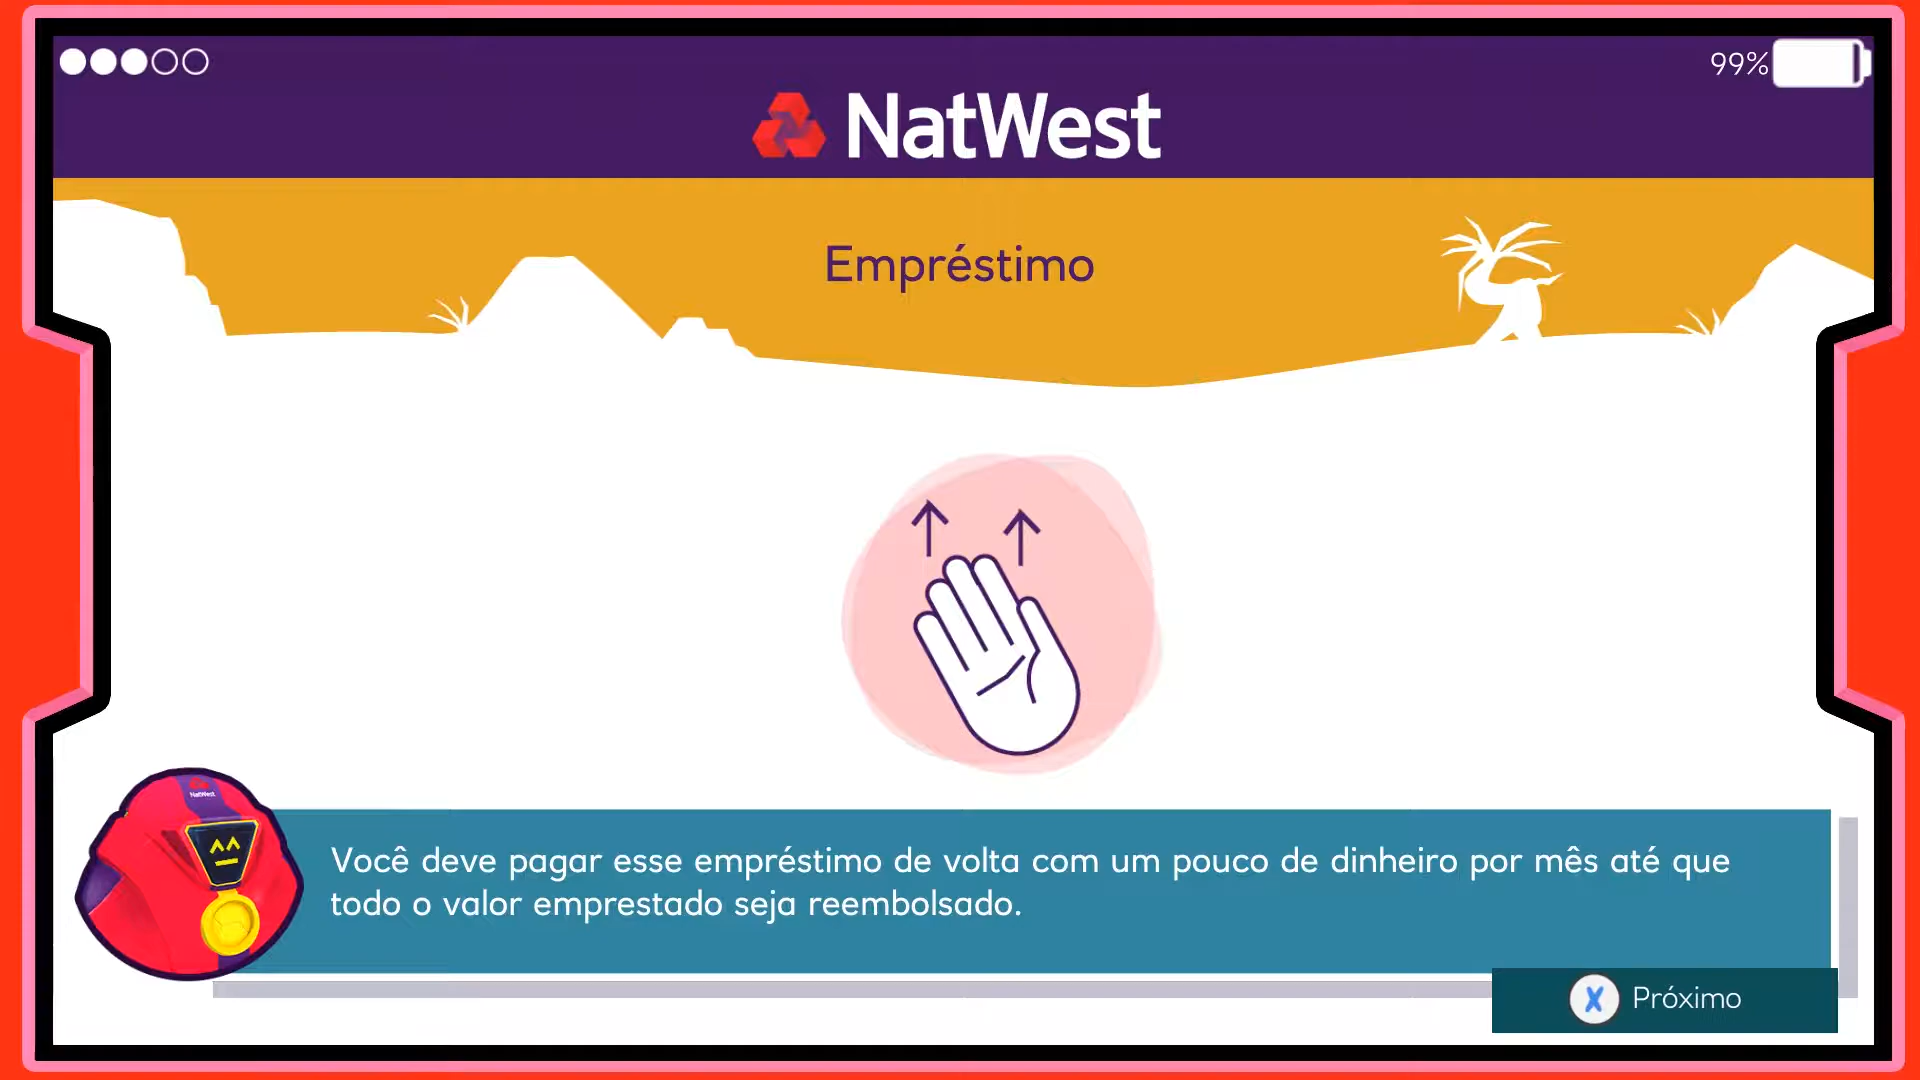 99%
NatWest
Empréstimo
NatWest
Você deve pagar esse empréstimo de volta com um pouco de dinheiro por mês até que
todo o valor emprestado seja reembolsado.
X Próximo